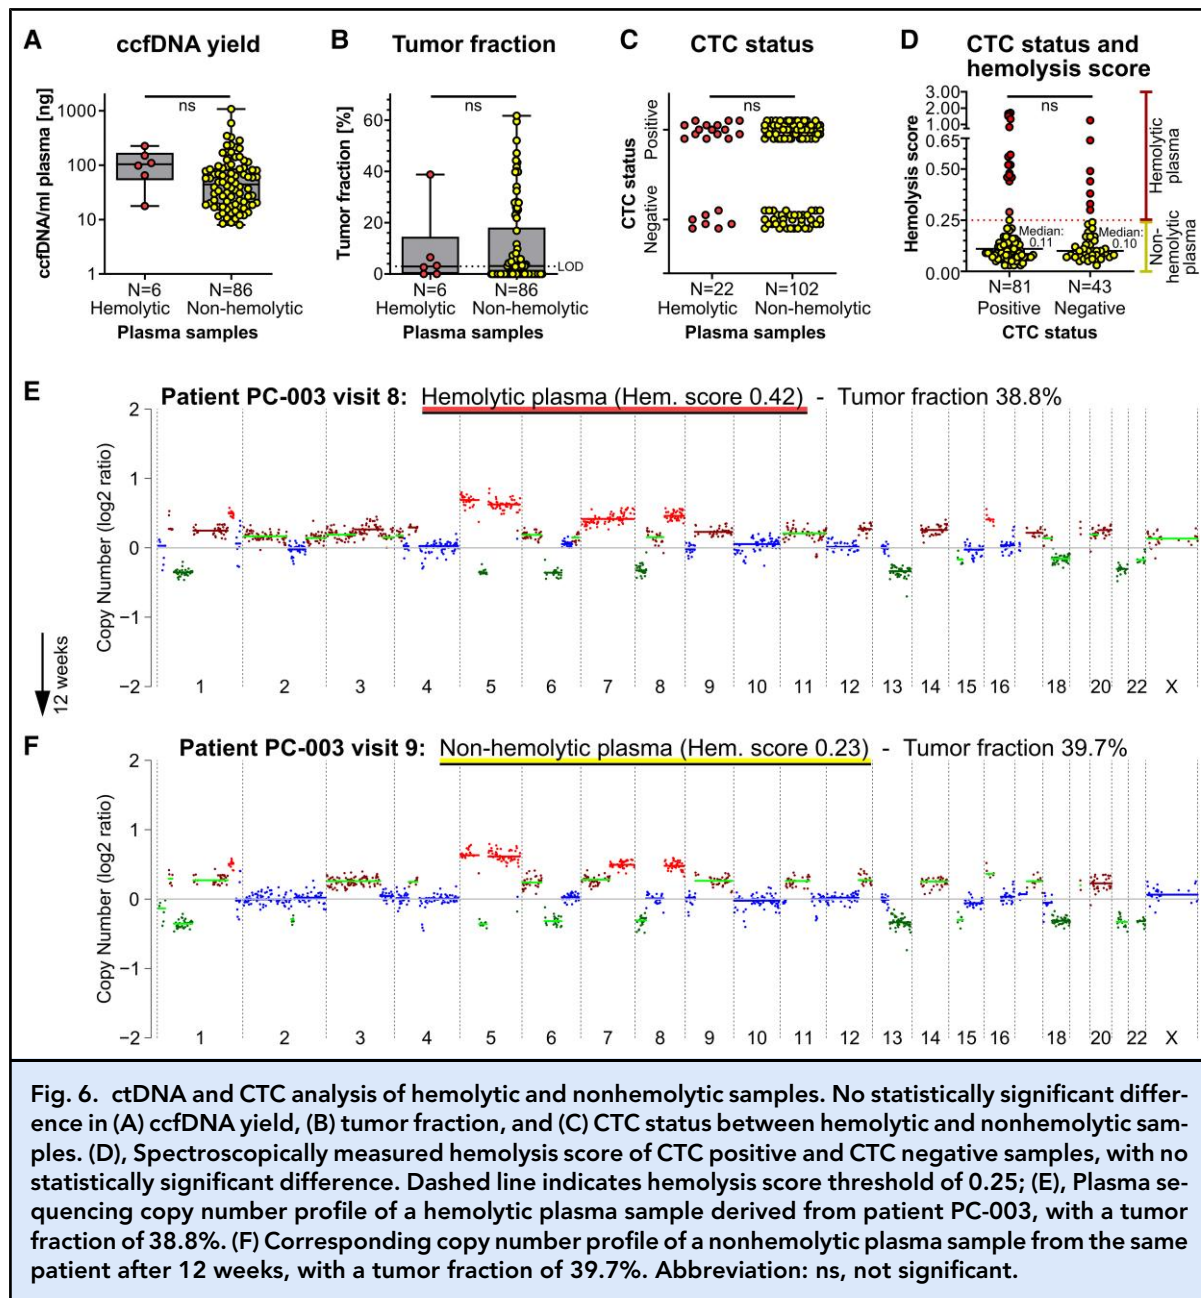 A ccfDNA yield
ccfDNA/ml plasma [ng]
1000
100
10
1
ns
N=6
Hemolytic
N=86
Non-hemolytic
Plasma samples
B Tumor fraction
Tumor fraction [%]
60
40
20
0
ns
LOD
N=6
Hemolytic
N=86
Non-hemolytic
Plasma samples
C CTC status
CTC status
Positive
Negative
ns
N=22
Hemolytic
N=102
Non-hemolytic
Plasma samples
D CTC status and
hemolysis score
Hemolysis score
3.00
2.00
1.00
0.65
0.50
0.25
0.00
ns
Median:
0.11
Median:
0.10
Hemolytic
plasma
Non-
hemolytic
plasma
N=81
Positive
N=43
Negative
CTC status
E Patient PC-003 visit 8: Hemolytic plasma (Hem. score 0.42) - Tumor fraction 38.8%
Copy Number (log2 ratio)
2
1
0
−1
−2
1 2 3 4 5 6 7 8 9 10 11 12 13 14 15 16 18 20 22 X
12 weeks
F Patient PC-003 visit 9: Non-hemolytic plasma (Hem. score 0.23) - Tumor fraction 39.7%
Copy Number (log2 ratio)
2
1
0
−1
−2
1 2 3 4 5 6 7 8 9 10 11 12 13 14 15 16 18 20 22 X
Fig. 6. ctDNA and CTC analysis of hemolytic and nonhemolytic samples. No statistically significant differ-
ence in (A) ccfDNA yield, (B) tumor fraction, and (C) CTC status between hemolytic and nonhemolytic sam-
ples. (D), Spectroscopically measured hemolysis score of CTC positive and CTC negative samples, with no
statistically significant difference. Dashed line indicates hemolysis score threshold of 0.25; (E), Plasma se-
quencing copy number profile of a hemolytic plasma sample derived from patient PC-003, with a tumor
fraction of 38.8%. (F) Corresponding copy number profile of a nonhemolytic plasma sample from the same
patient after 12 weeks, with a tumor fraction of 39.7%. Abbreviation: ns, not significant.